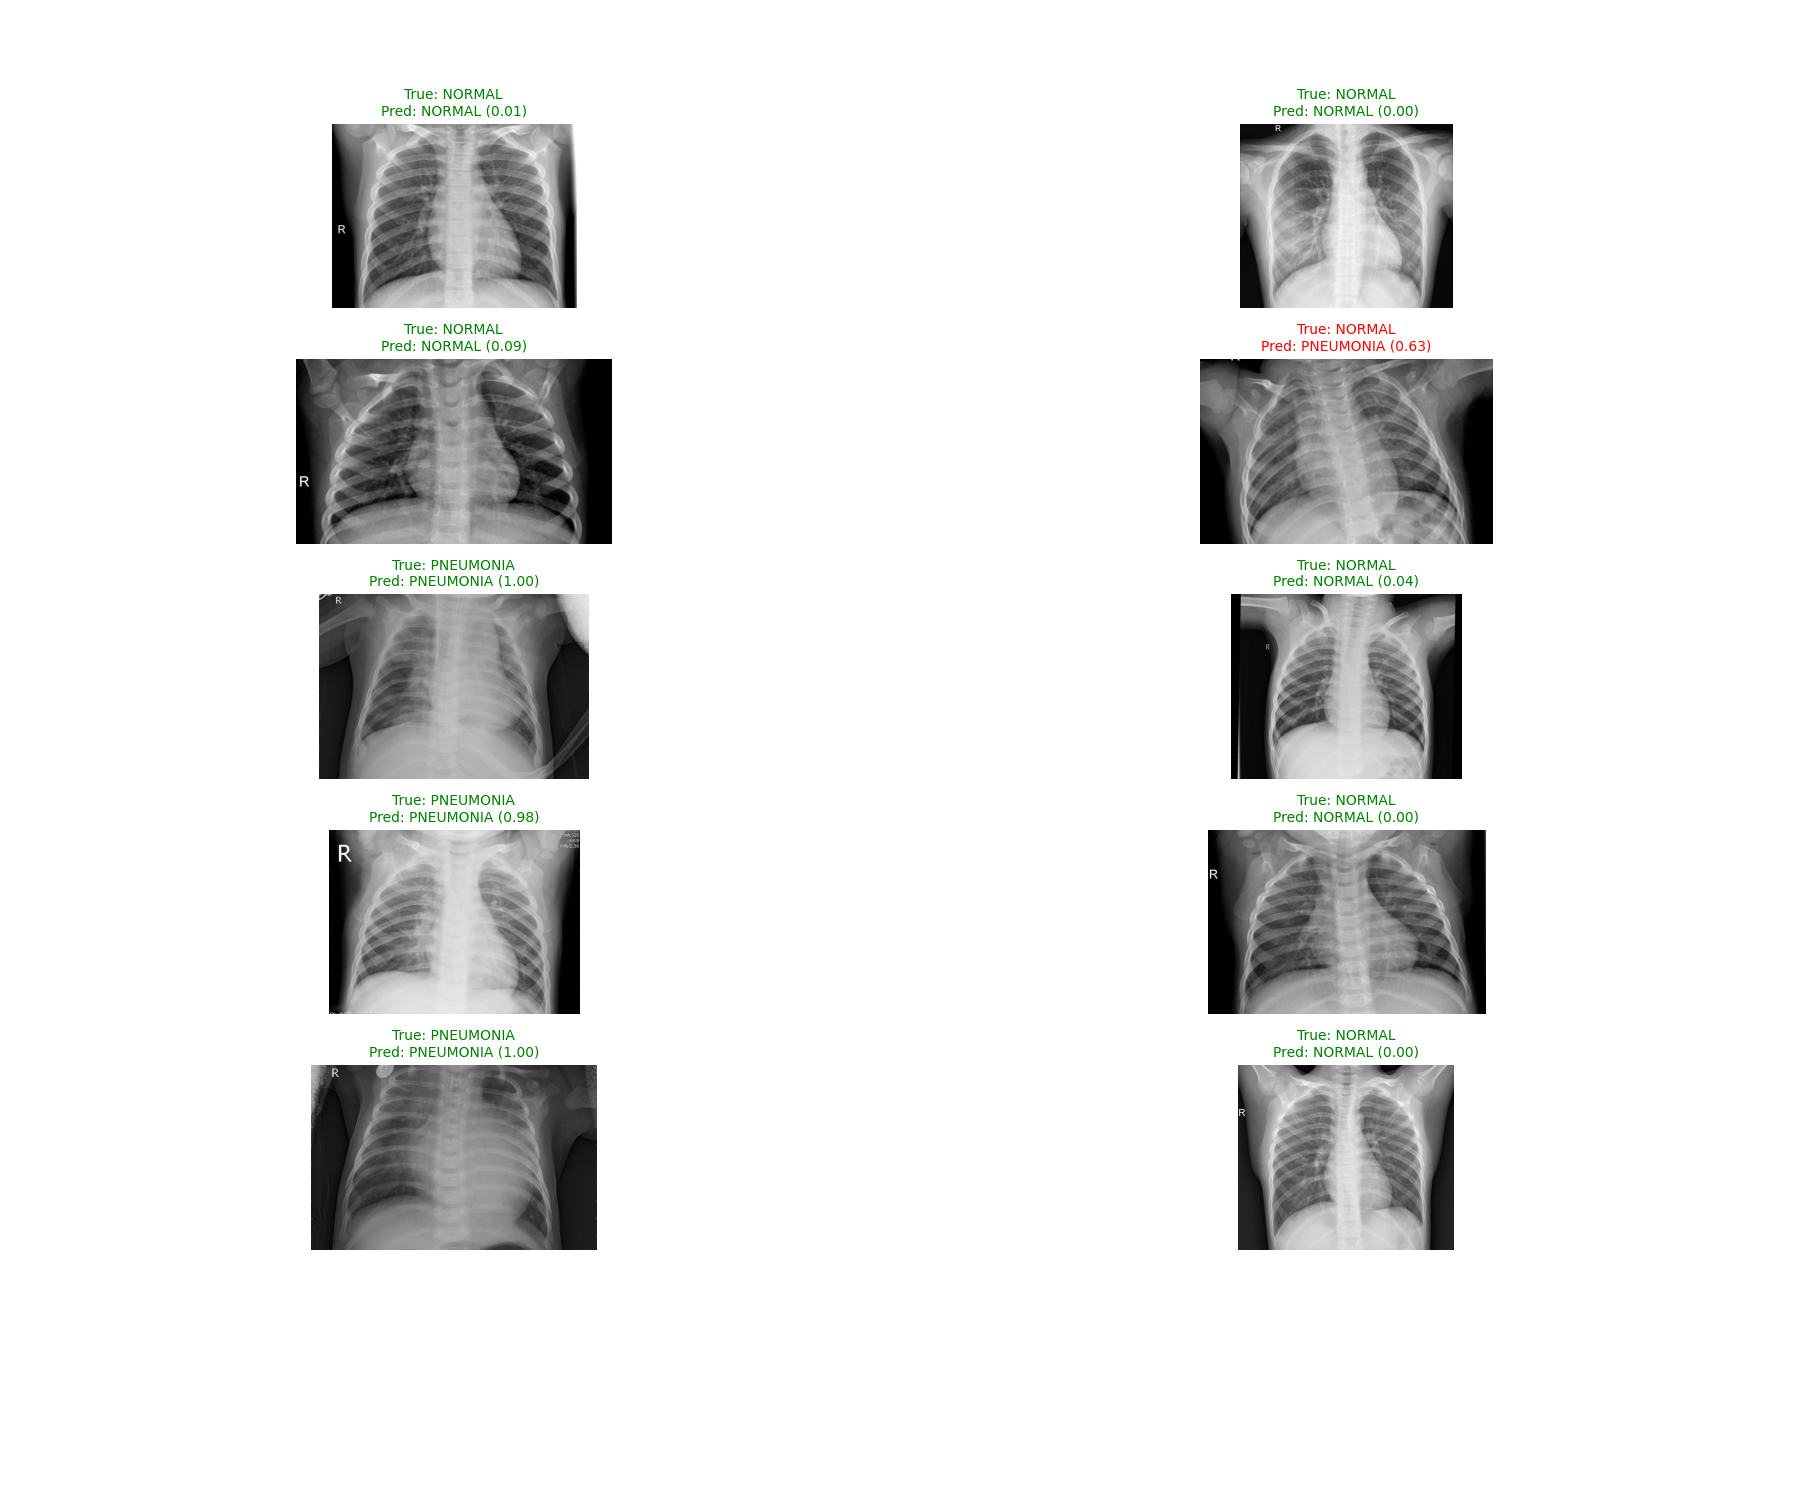 True: NORMAL
Pred: NORMAL (0.01)
R
True: NORMAL
Pred: NORMAL (0.00)
R
True: NORMAL
Pred: NORMAL (0.09)
R
True: NORMAL
Pred: PNEUMONIA (0.63)
True: PNEUMONIA
Pred: PNEUMONIA (1.00)
R
True: NORMAL
Pred: NORMAL (0.04)
R
True: PNEUMONIA
Pred: PNEUMONIA (0.98)
R
True: NORMAL
Pred: NORMAL (0.00)
R
True: PNEUMONIA
Pred: PNEUMONIA (1.00)
R
True: NORMAL
Pred: NORMAL (0.00)
R